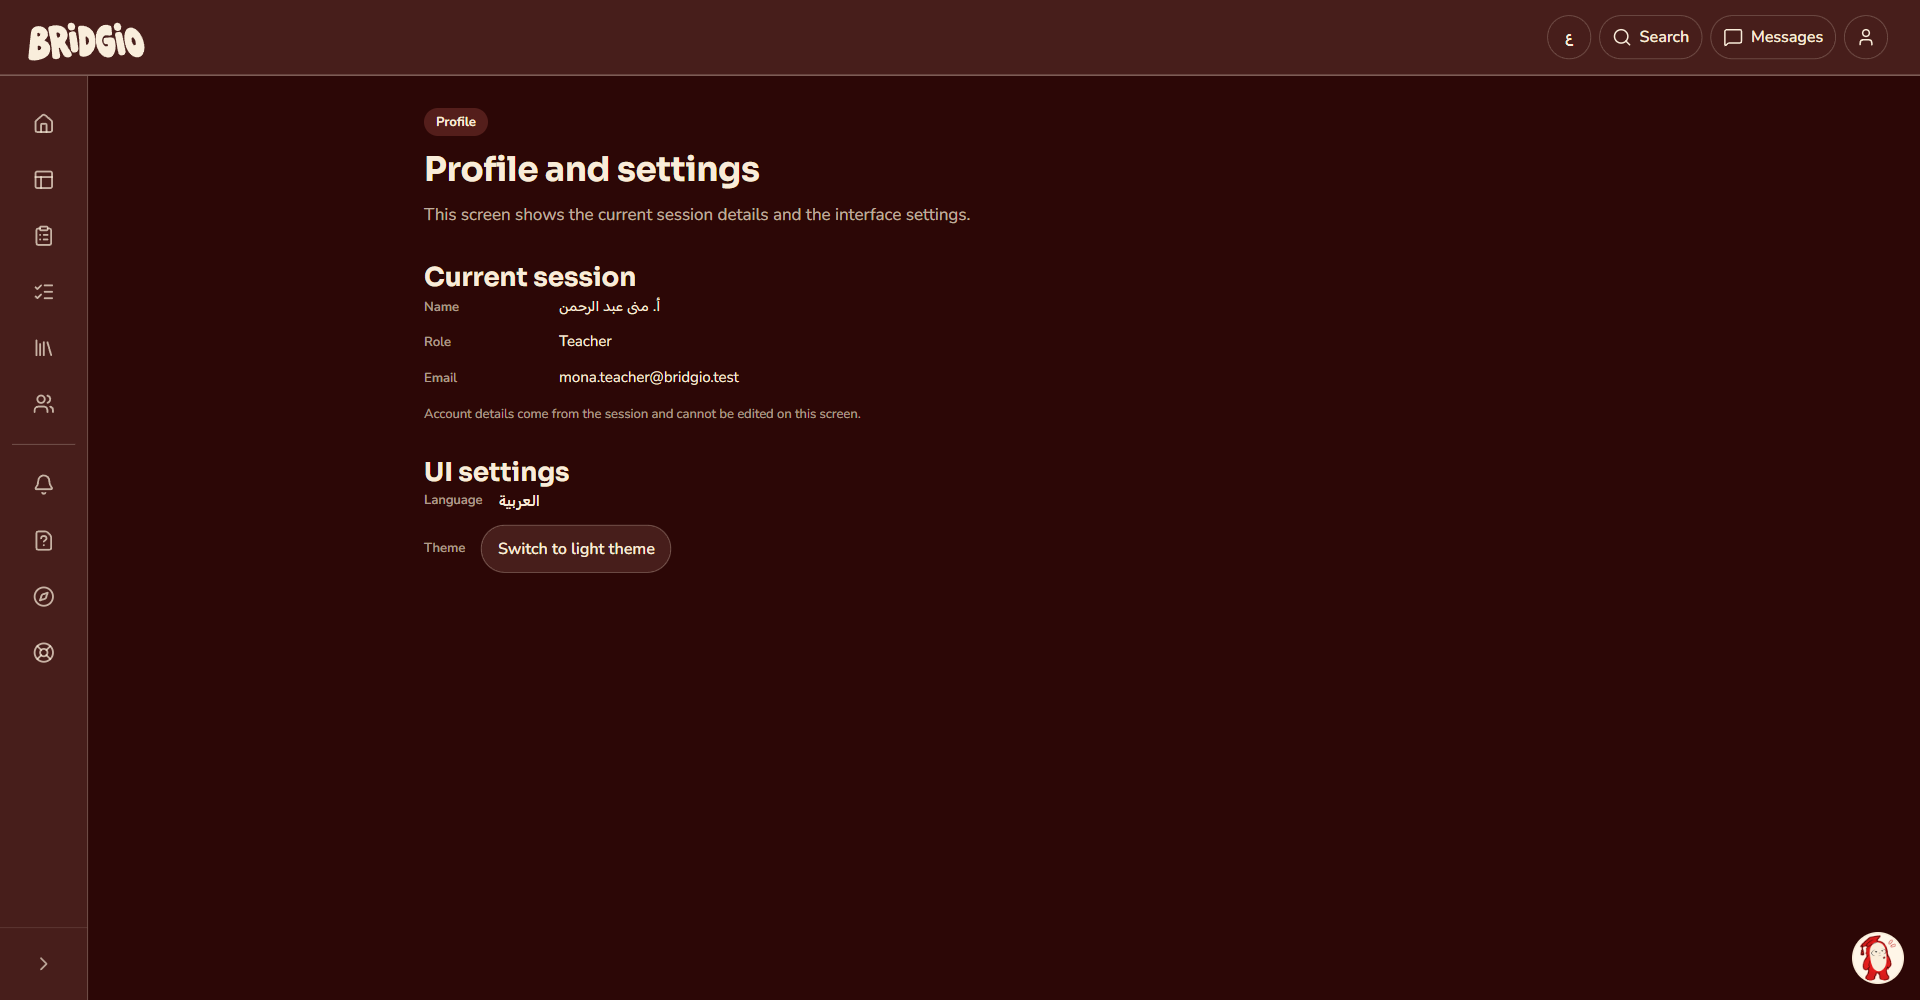 BRiDGiO
ع
Search
Messages
Profile
Profile and settings
This screen shows the current session details and the interface settings.
Current session
Name أ. منى عبد الرحمن
Role Teacher
Email mona.teacher@bridgio.test
Account details come from the session and cannot be edited on this screen.
UI settings
Language العربية
Theme Switch to light theme